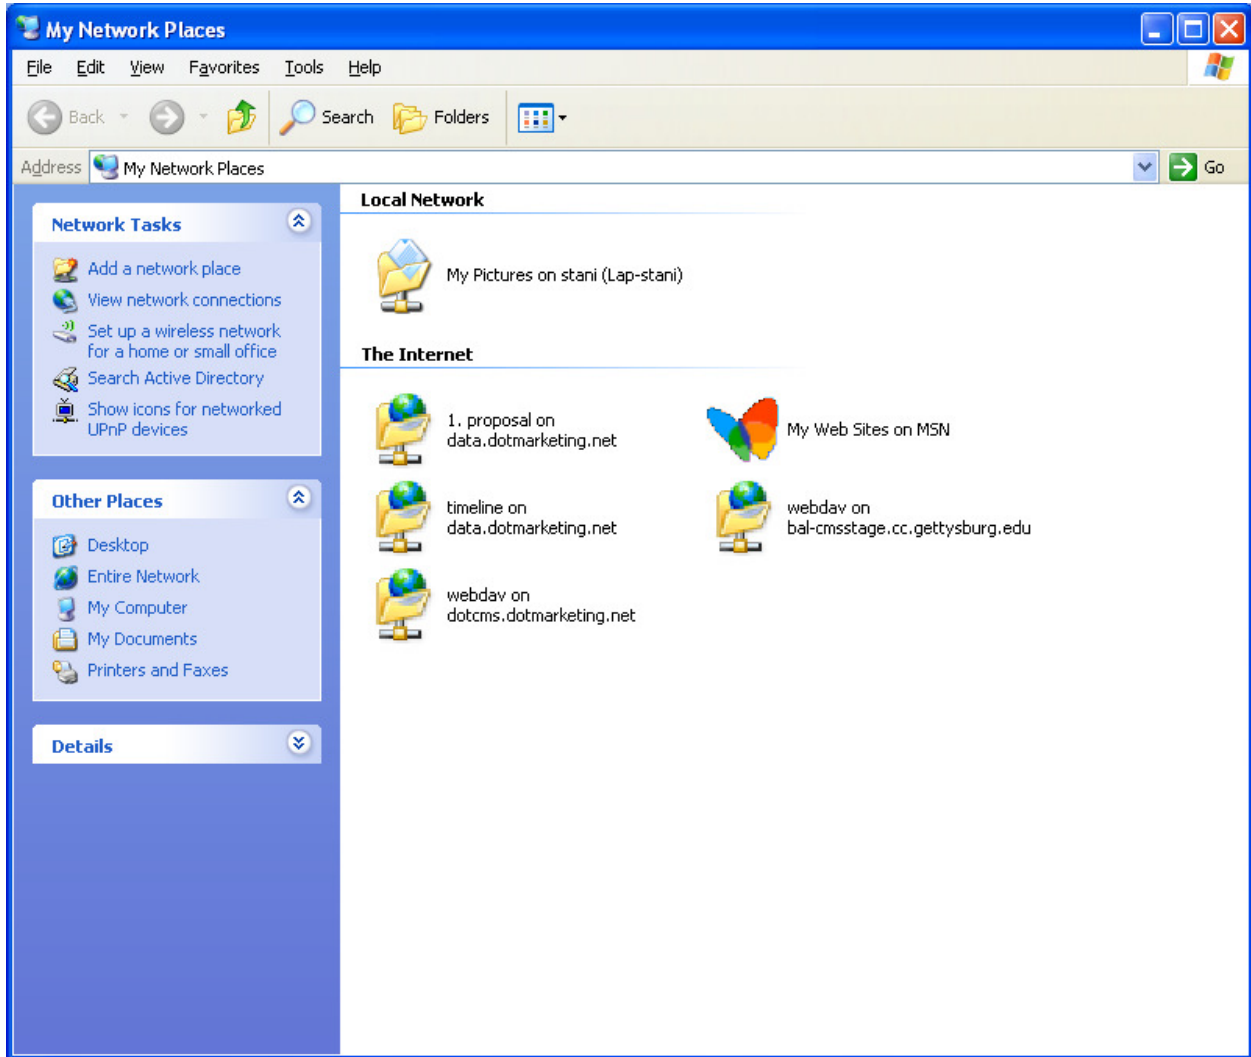 My Network Places
File Edit View Favorites Tools Help
Back Search Folders
Address My Network Places Go
Network Tasks
Add a network place
View network connections
Set up a wireless network
for a home or small office
Search Active Directory
Show icons for networked
UPnP devices
Other Places
Desktop
Entire Network
My Computer
My Documents
Printers and Faxes
Details
Local Network
My Pictures on stani (Lap-stani)
The Internet
1. proposal on
data.dotmarketing.net
My Web Sites on MSN
timeline on
data.dotmarketing.net
webdav on
bal-cmsstage.cc.gettysburg.edu
webdav on
dotcms.dotmarketing.net